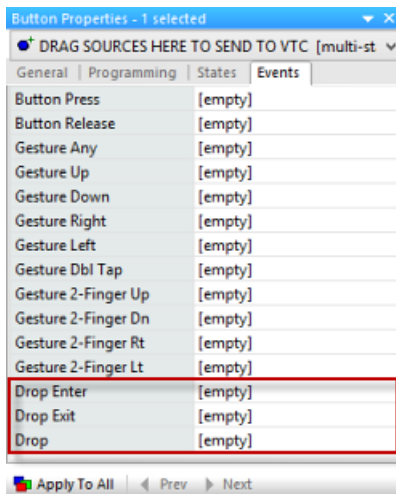 Button Properties - 1 selected
DRAG SOURCES HERE TO SEND TO VTC [multi-st
General | Programming | States | Events
Button Press [empty]
Button Release [empty]
Gesture Any [empty]
Gesture Up [empty]
Gesture Down [empty]
Gesture Right [empty]
Gesture Left [empty]
Gesture Dbl Tap [empty]
Gesture 2-Finger Up [empty]
Gesture 2-Finger Dn [empty]
Gesture 2-Finger Rt [empty]
Gesture 2-Finger Lt [empty]
Drop Enter [empty]
Drop Exit [empty]
Drop [empty]
Apply To All Prev Next